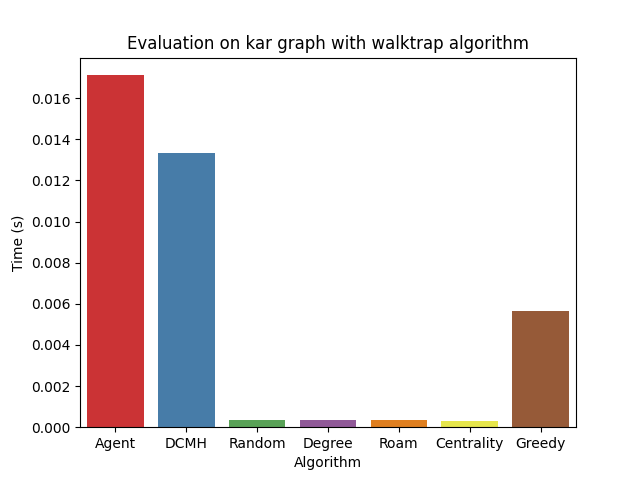 Evaluation on kar graph with walktrap algorithm
Time (s)
0.016
0.014
0.012
0.010
0.008
0.006
0.004
0.002
0.000
Agent DCMH Random Degree Roam Centrality Greedy
Algorithm